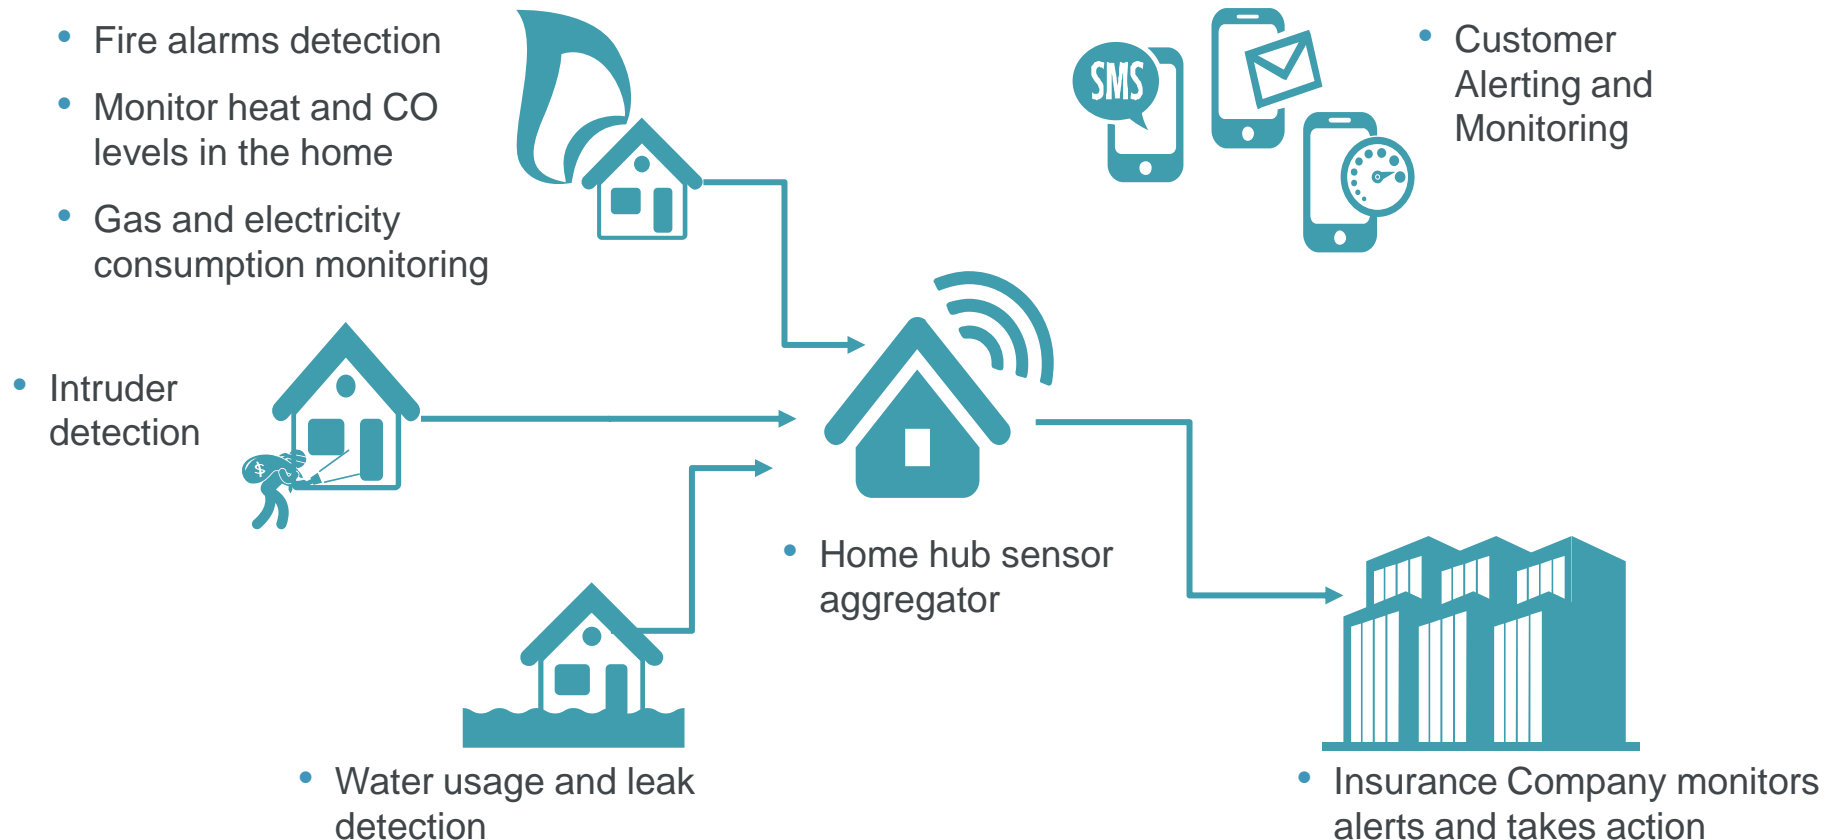 • Fire alarms detection
• Monitor heat and CO
levels in the home
• Gas and electricity
consumption monitoring
SMS
• Customer
Alerting and
Monitoring
• Intruder
detection
$
• Home hub sensor
aggregator
• Water usage and leak
detection
• Insurance Company monitors
alerts and takes action